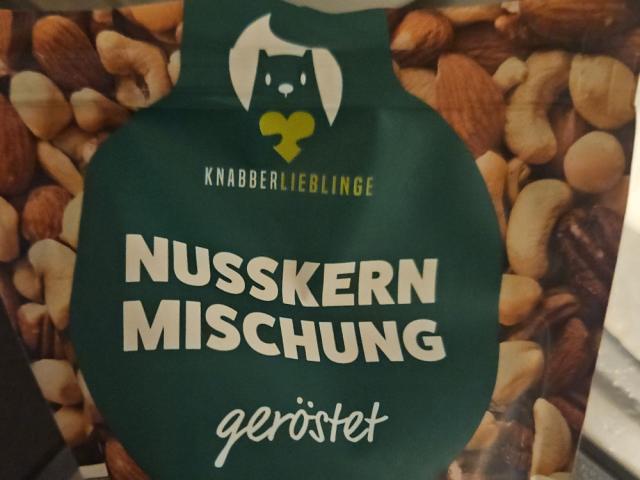 KNABBERLIEBLINGE
NUSSKERN
MISCHUNG
geröstet